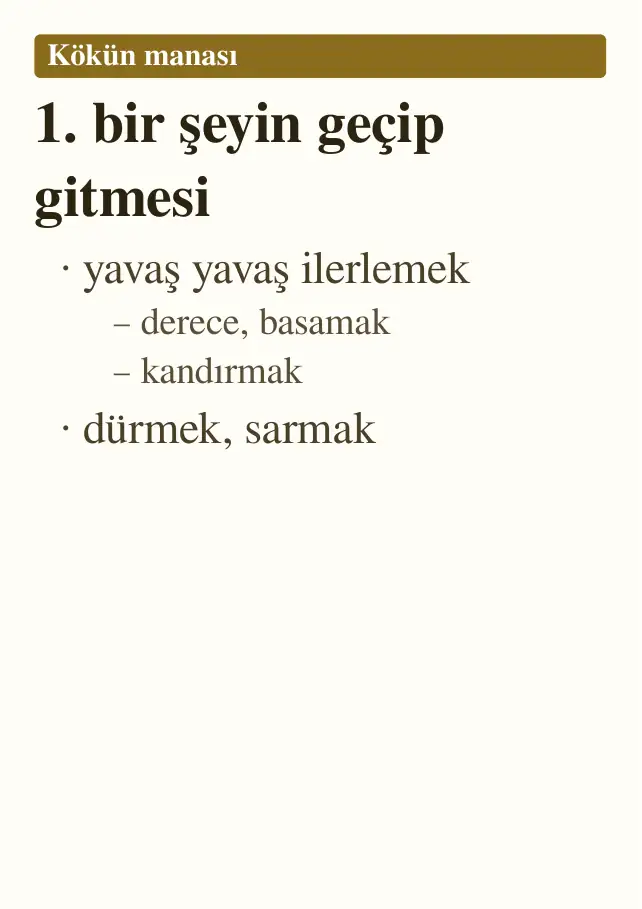 Kökün manası
1. bir şeyin geçip
gitmesi
· yavaş yavaş ilerlemek
– derece, basamak
– kandırmak
· dürmek, sarmak